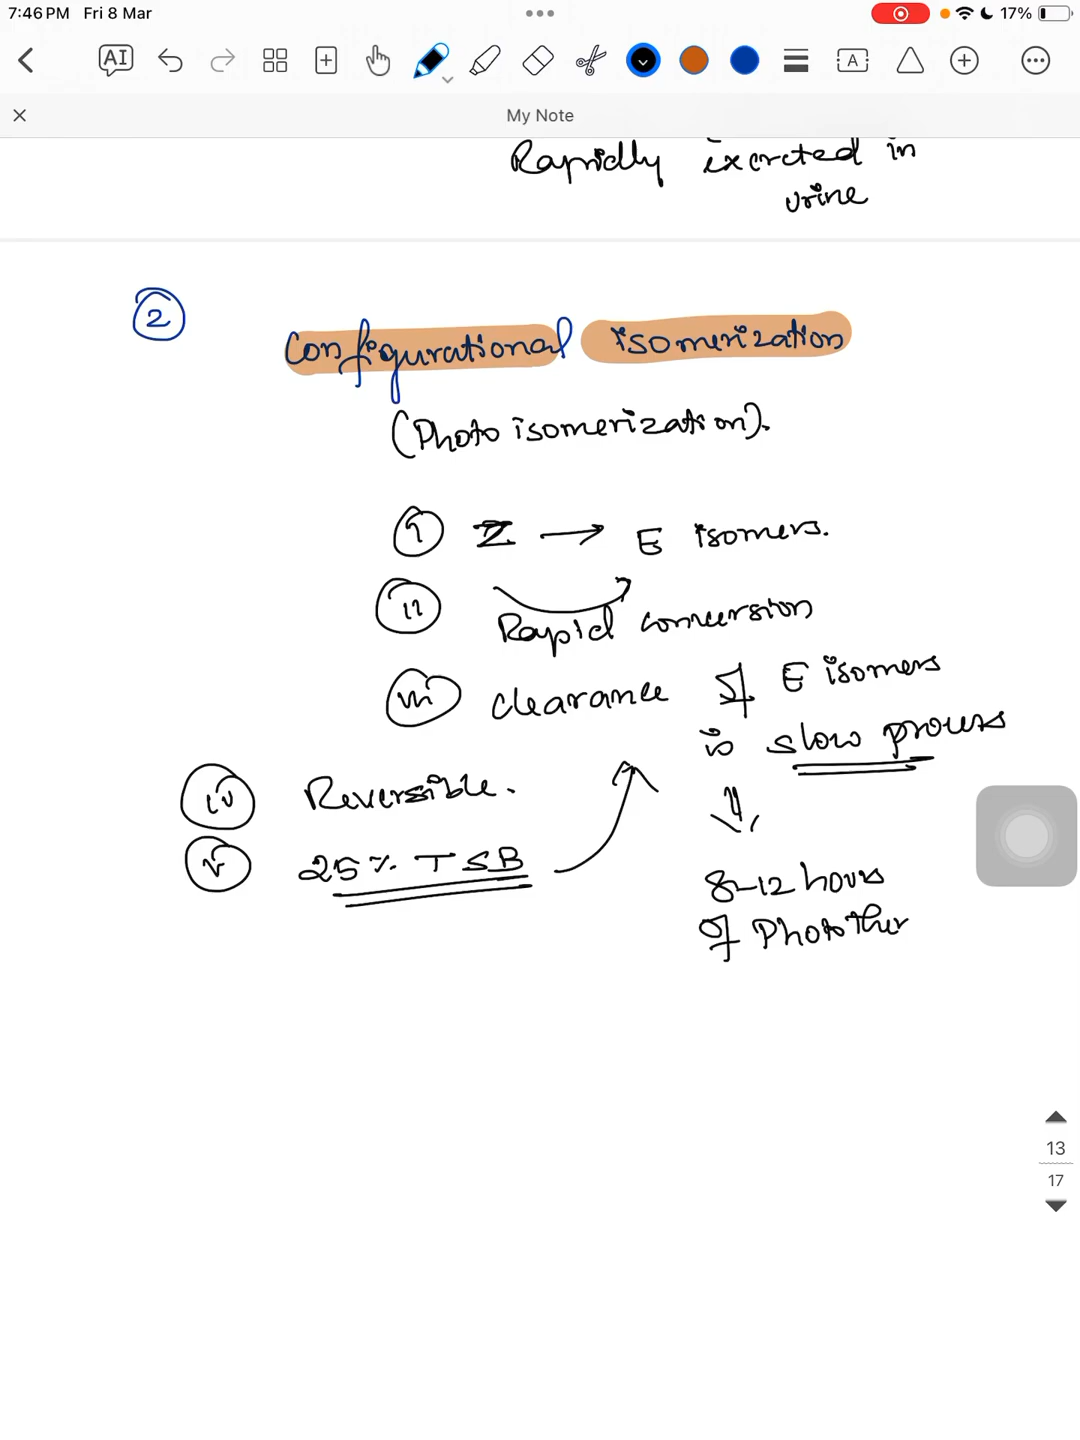 7:46 PM Fri 8 Mar
17%
AI
A
My Note
Rapidly excreted in
urine
2
Configurational isomerization
(Photo isomerization).
i Z → E isomers.
ii Rapid conversion
iii clearance of E isomers
is slow process
iv Reversible.
v 25% TSB
8-12 hours
of Photother
13
17